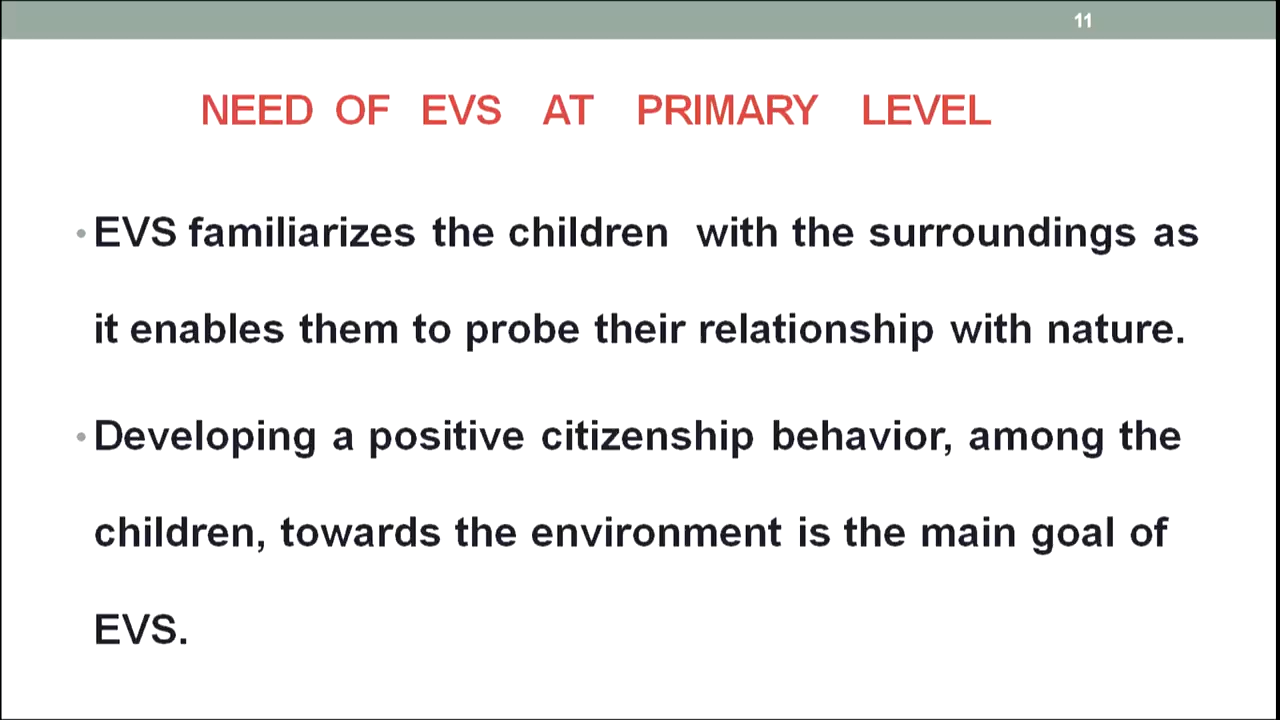 11
NEED OF EVS AT PRIMARY LEVEL
• EVS familiarizes the children with the surroundings as
it enables them to probe their relationship with nature.
• Developing a positive citizenship behavior, among the
children, towards the environment is the main goal of
EVS.